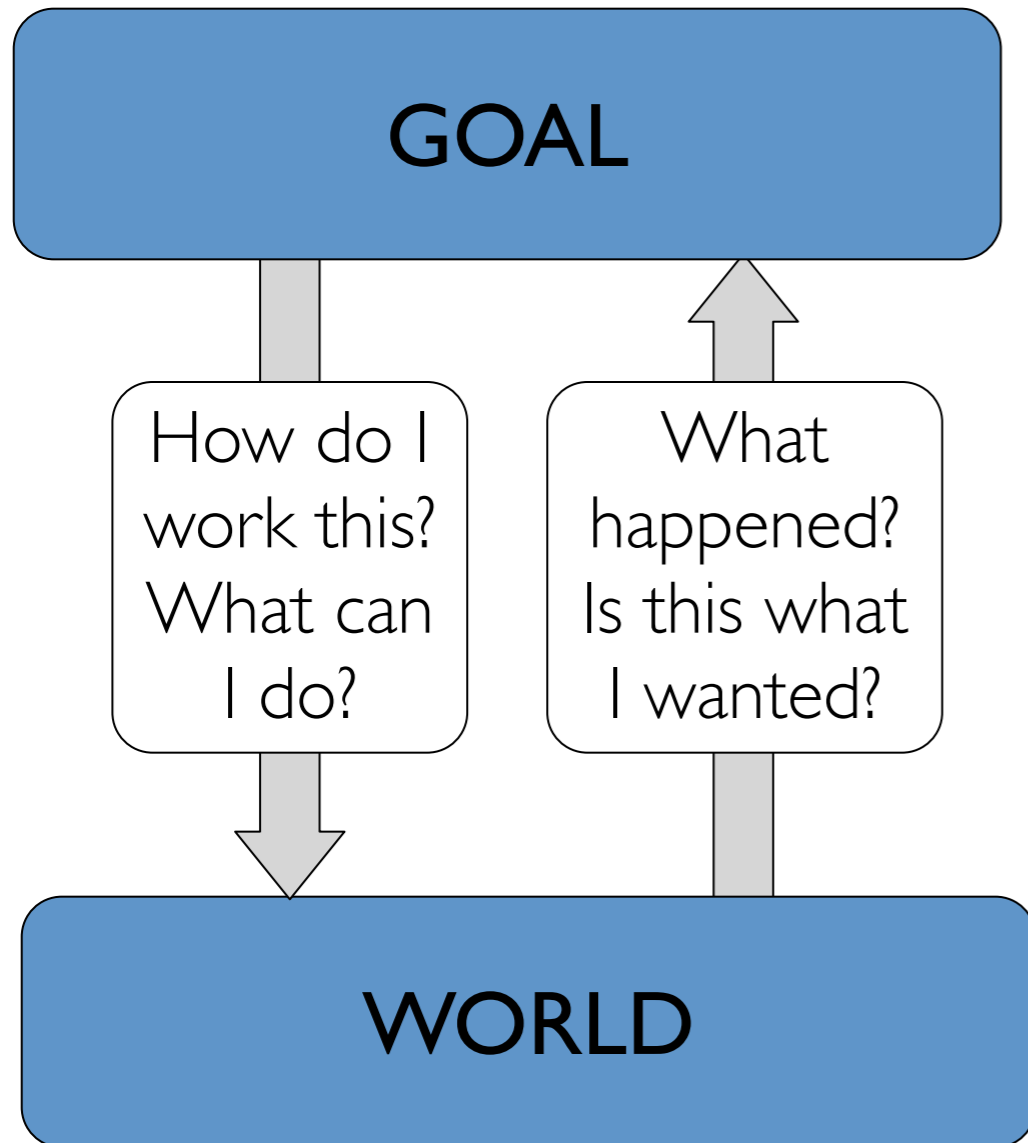 GOAL
How do I
work this?
What can
I do?
What
happened?
Is this what
I wanted?
WORLD